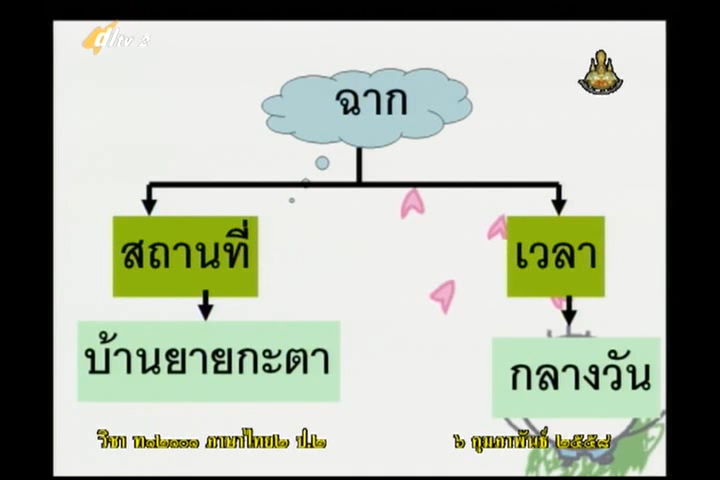 dltv 2
ฉาก
สถานที่
เวลา
บ้านยายกะตา
กลางวัน
วิชา ท๑๒๑๐๑ ภาษาไทย๒ ป.๒
๖ กุมภาพันธ์ ๒๕๕๘